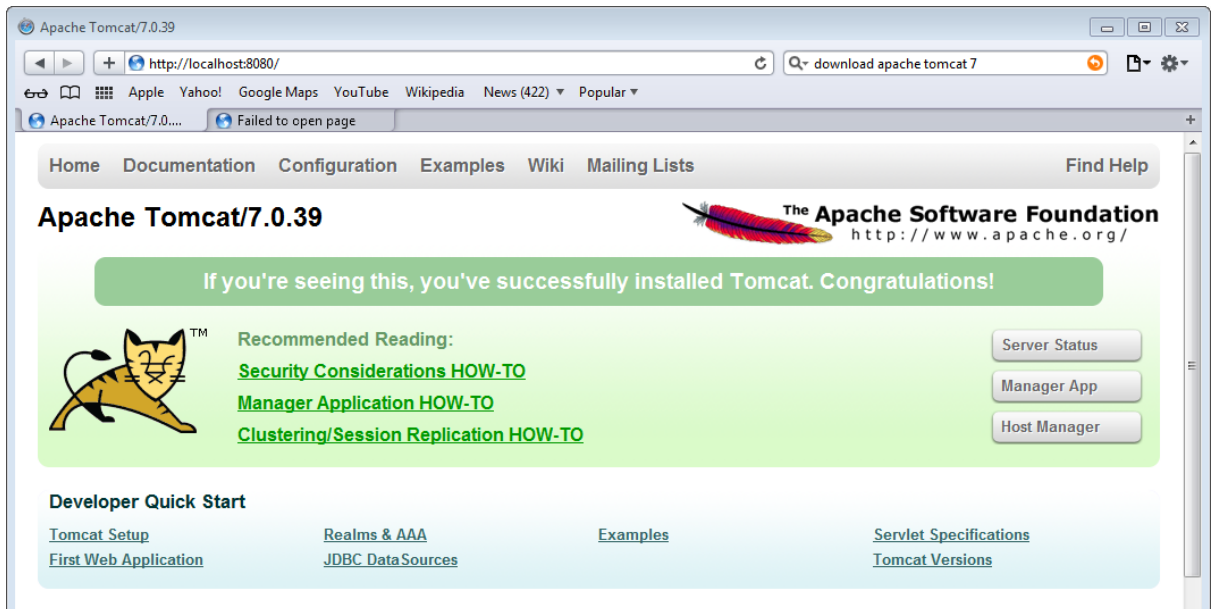 Apache Tomcat/7.0.39
http://localhost:8080/ download apache tomcat 7
Apple Yahoo! Google Maps YouTube Wikipedia News (422) ▼ Popular ▼
Apache Tomcat/7.0.... Failed to open page
Home Documentation Configuration Examples Wiki Mailing Lists Find Help
Apache Tomcat/7.0.39
The Apache Software Foundation
http://www.apache.org/
If you're seeing this, you've successfully installed Tomcat. Congratulations!
TM
Recommended Reading:
Security Considerations HOW-TO
Manager Application HOW-TO
Clustering/Session Replication HOW-TO
Server Status
Manager App
Host Manager
Developer Quick Start
Tomcat Setup Realms & AAA Examples Servlet Specifications
First Web Application JDBC DataSources Tomcat Versions